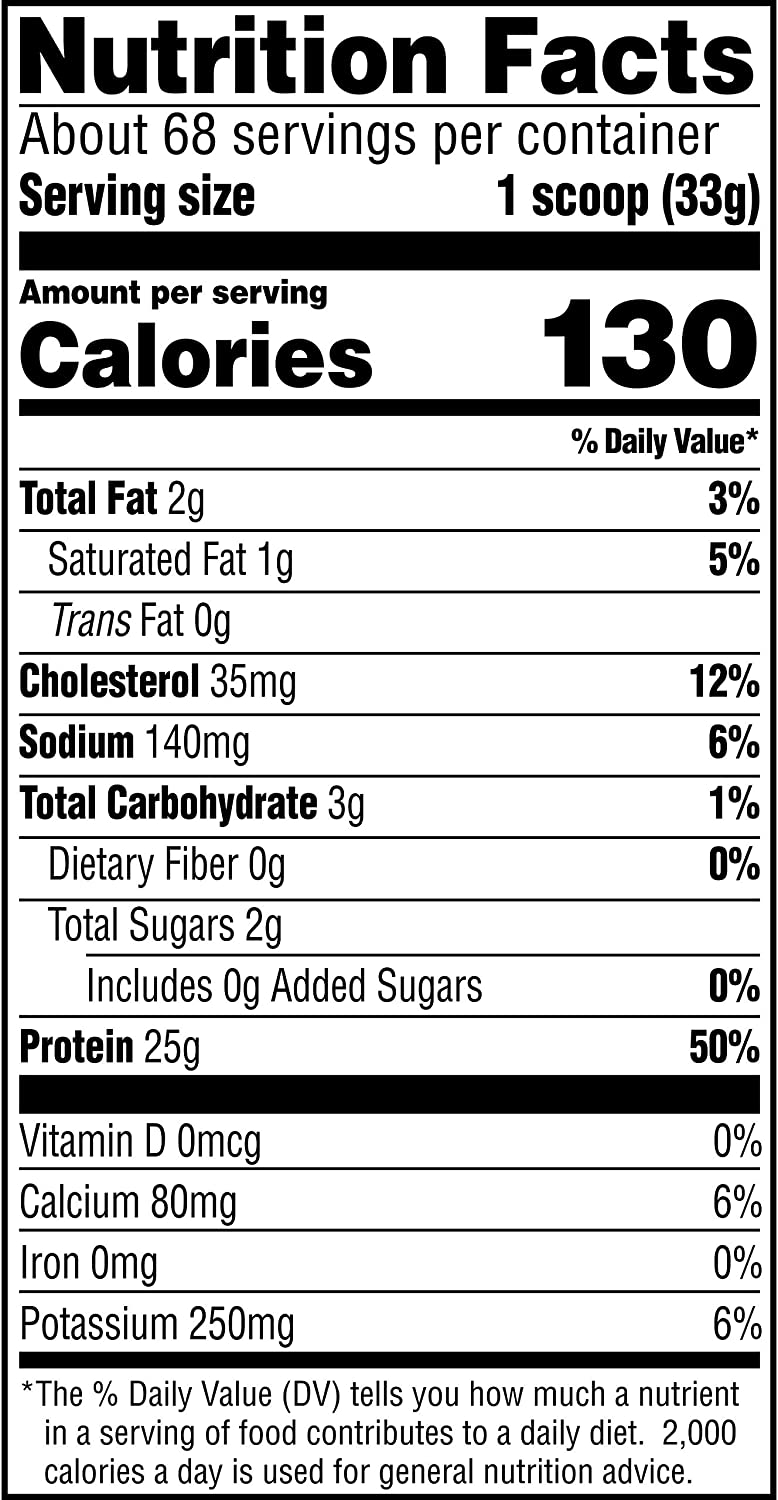 Nutrition Facts
About 68 servings per container
Serving size 1 scoop (33g)
Amount per serving
Calories 130
% Daily Value*
Total Fat 2g 3%
Saturated Fat 1g 5%
Trans Fat 0g
Cholesterol 35mg 12%
Sodium 140mg 6%
Total Carbohydrate 3g 1%
Dietary Fiber 0g 0%
Total Sugars 2g
Includes 0g Added Sugars 0%
Protein 25g 50%
Vitamin D 0mcg 0%
Calcium 80mg 6%
Iron 0mg 0%
Potassium 250mg 6%
*The % Daily Value (DV) tells you how much a nutrient
in a serving of food contributes to a daily diet. 2,000
calories a day is used for general nutrition advice.